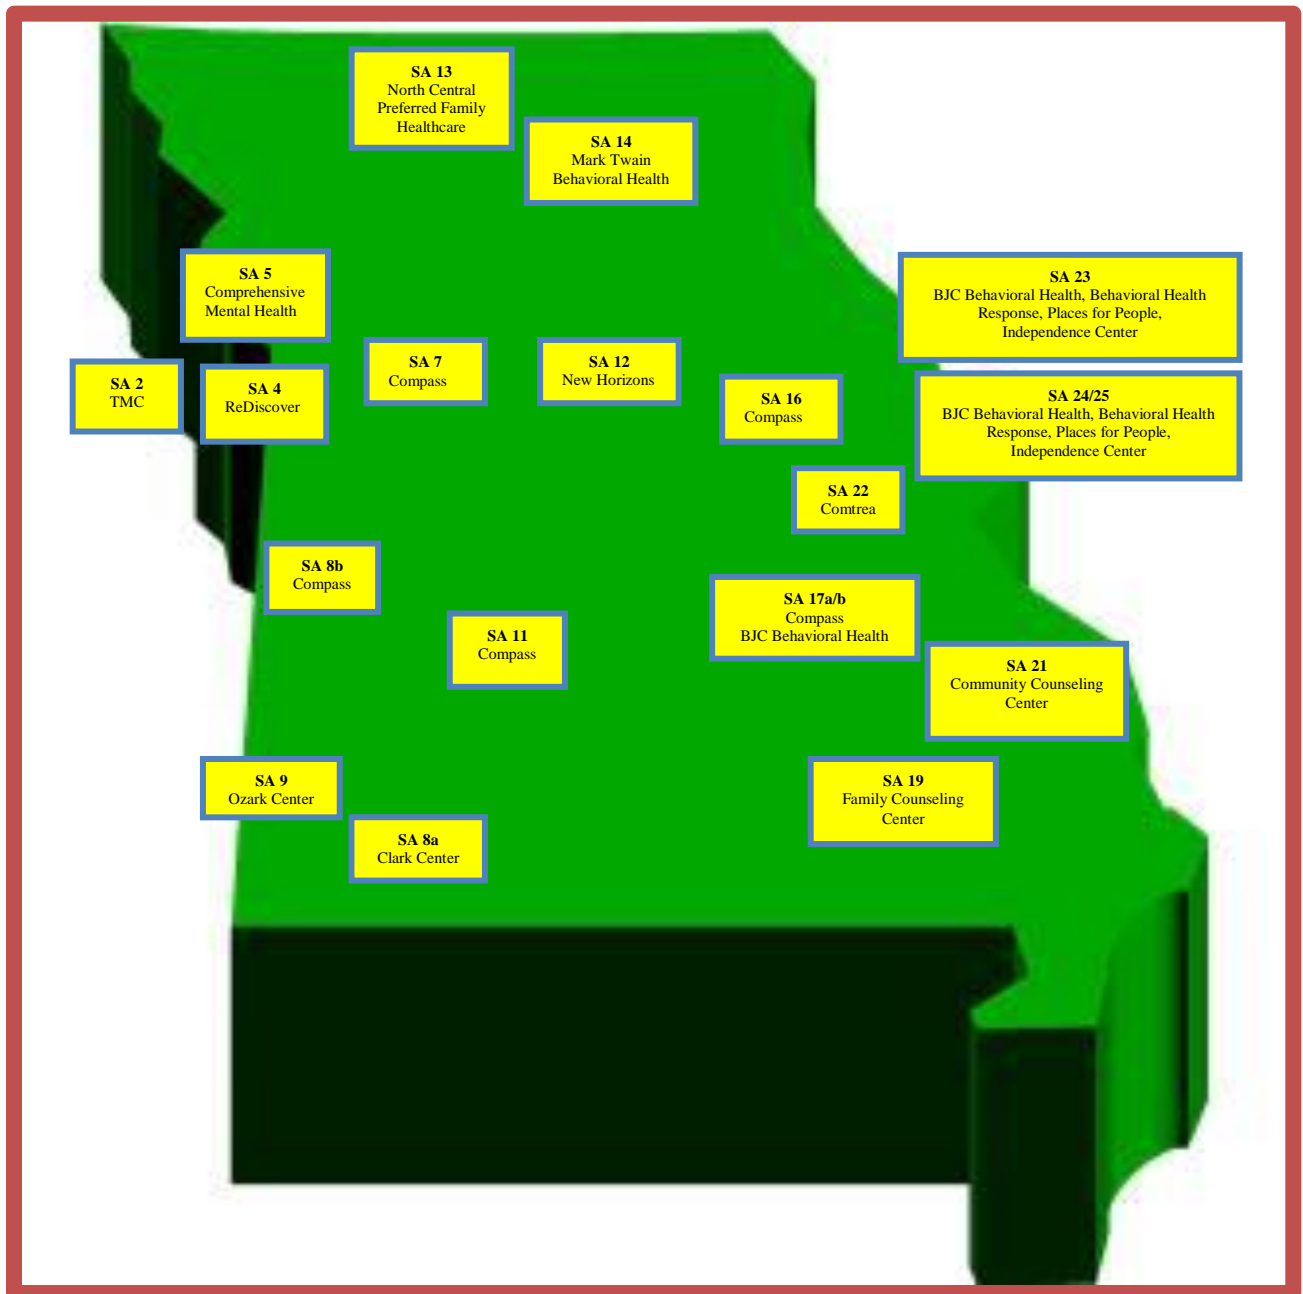 SA 13
North Central
Preferred Family
Healthcare
SA 14
Mark Twain
Behavioral Health
SA 5
Comprehensive
Mental Health
SA 23
BJC Behavioral Health, Behavioral Health
Response, Places for People,
Independence Center
SA 2
TMC
SA 4
ReDiscover
SA 7
Compass
SA 12
New Horizons
SA 16
Compass
SA 24/25
BJC Behavioral Health, Behavioral Health
Response, Places for People,
Independence Center
SA 22
Comtrea
SA 8b
Compass
SA 11
Compass
SA 17a/b
Compass
BJC Behavioral Health
SA 21
Community Counseling
Center
SA 9
Ozark Center
SA 8a
Clark Center
SA 19
Family Counseling
Center